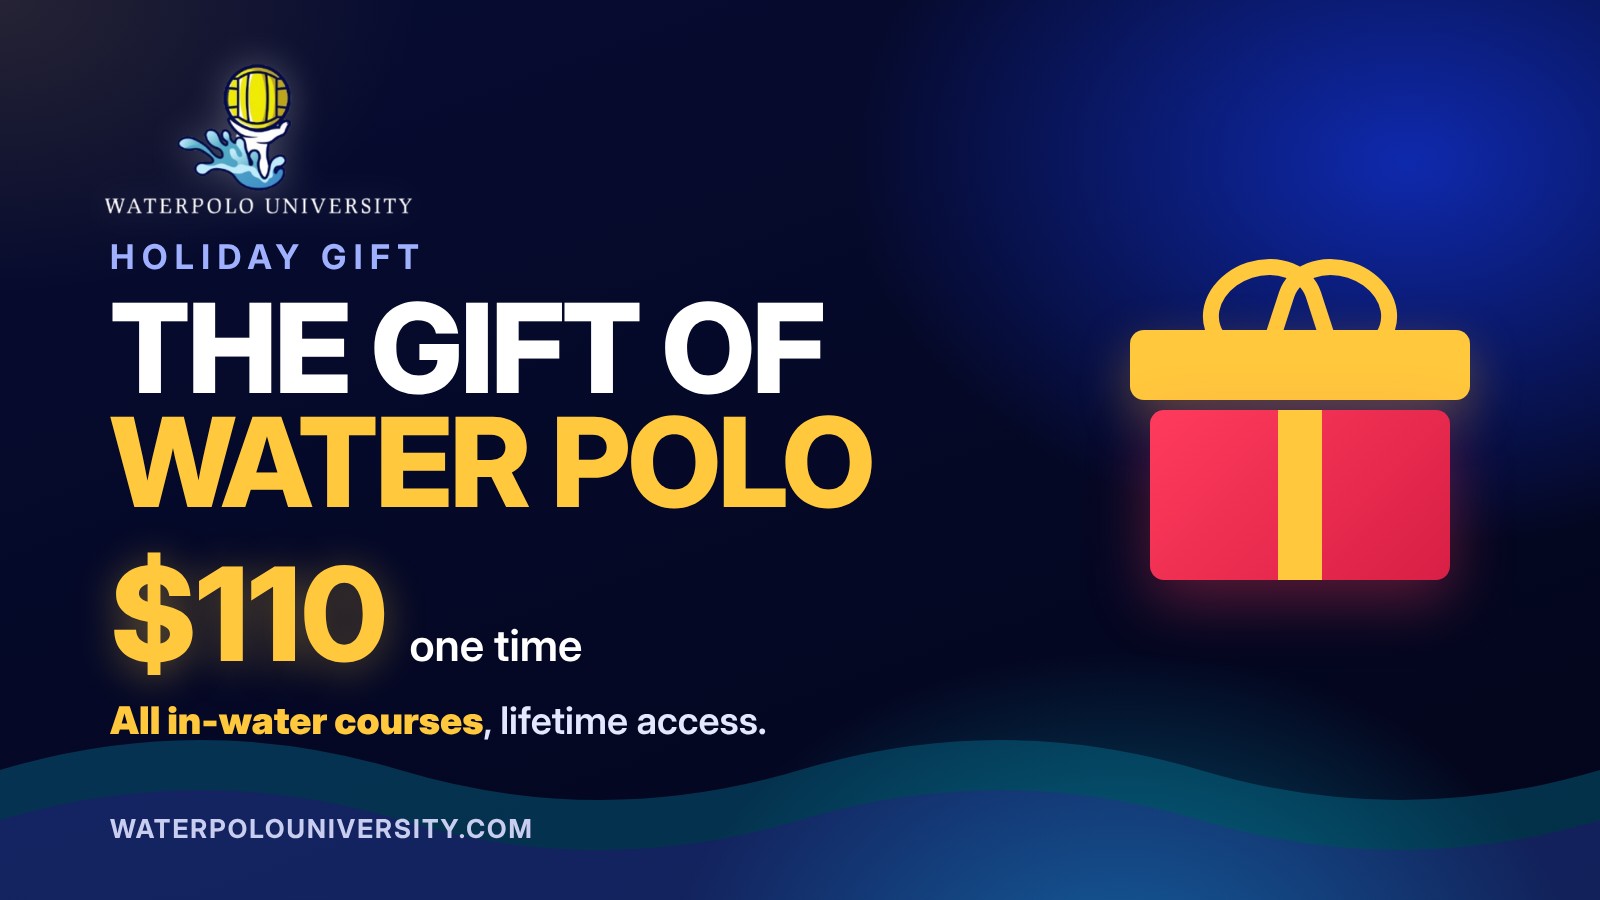 WATERPOLO UNIVERSITY
HOLIDAY GIFT
THE GIFT OF
WATER POLO
$110 one time
All in-water courses, lifetime access.
WATERPOLOUNIVERSITY.COM